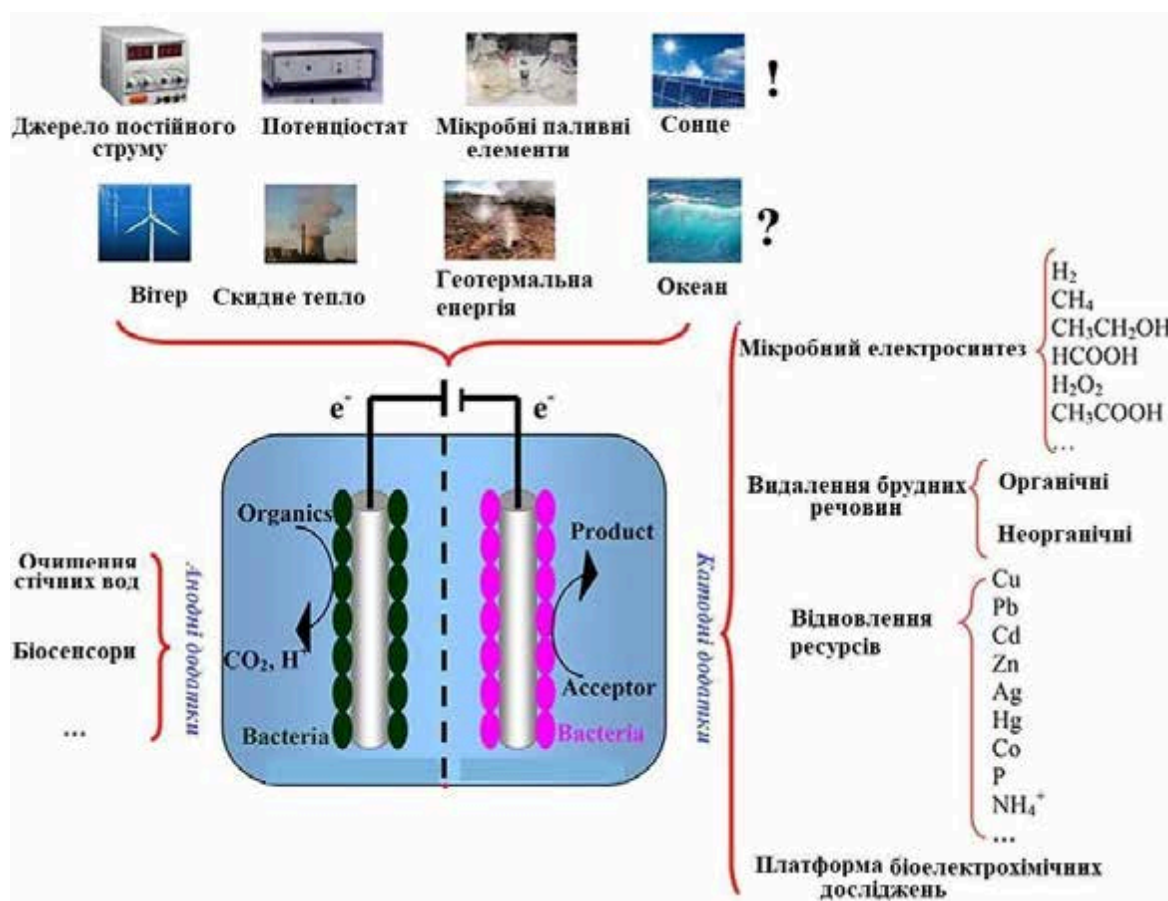 Джерело постійного
струму
Потенціостат
Мікробні паливні
елементи
Сонце
!
Вітер
Скидне тепло
Геотермальна
енергія
Океан
?
e⁻
e⁻
Organics
CO₂, H⁺
Bacteria
Product
Acceptor
Bacteria
Очищення
стічних вод
Біосенсори
...
Анодні додатки
Катодні додатки
Мікробний електросинтез
H₂
CH₄
CH₃CH₂OH
HCOOH
H₂O₂
CH₃COOH
...
Видалення брудних
речовин
Органічні
Неорганічні
Відновлення
ресурсів
Cu
Pb
Cd
Zn
Ag
Hg
Co
P
NH₄⁺
...
Платформа біоелектрохімічних
досліджень